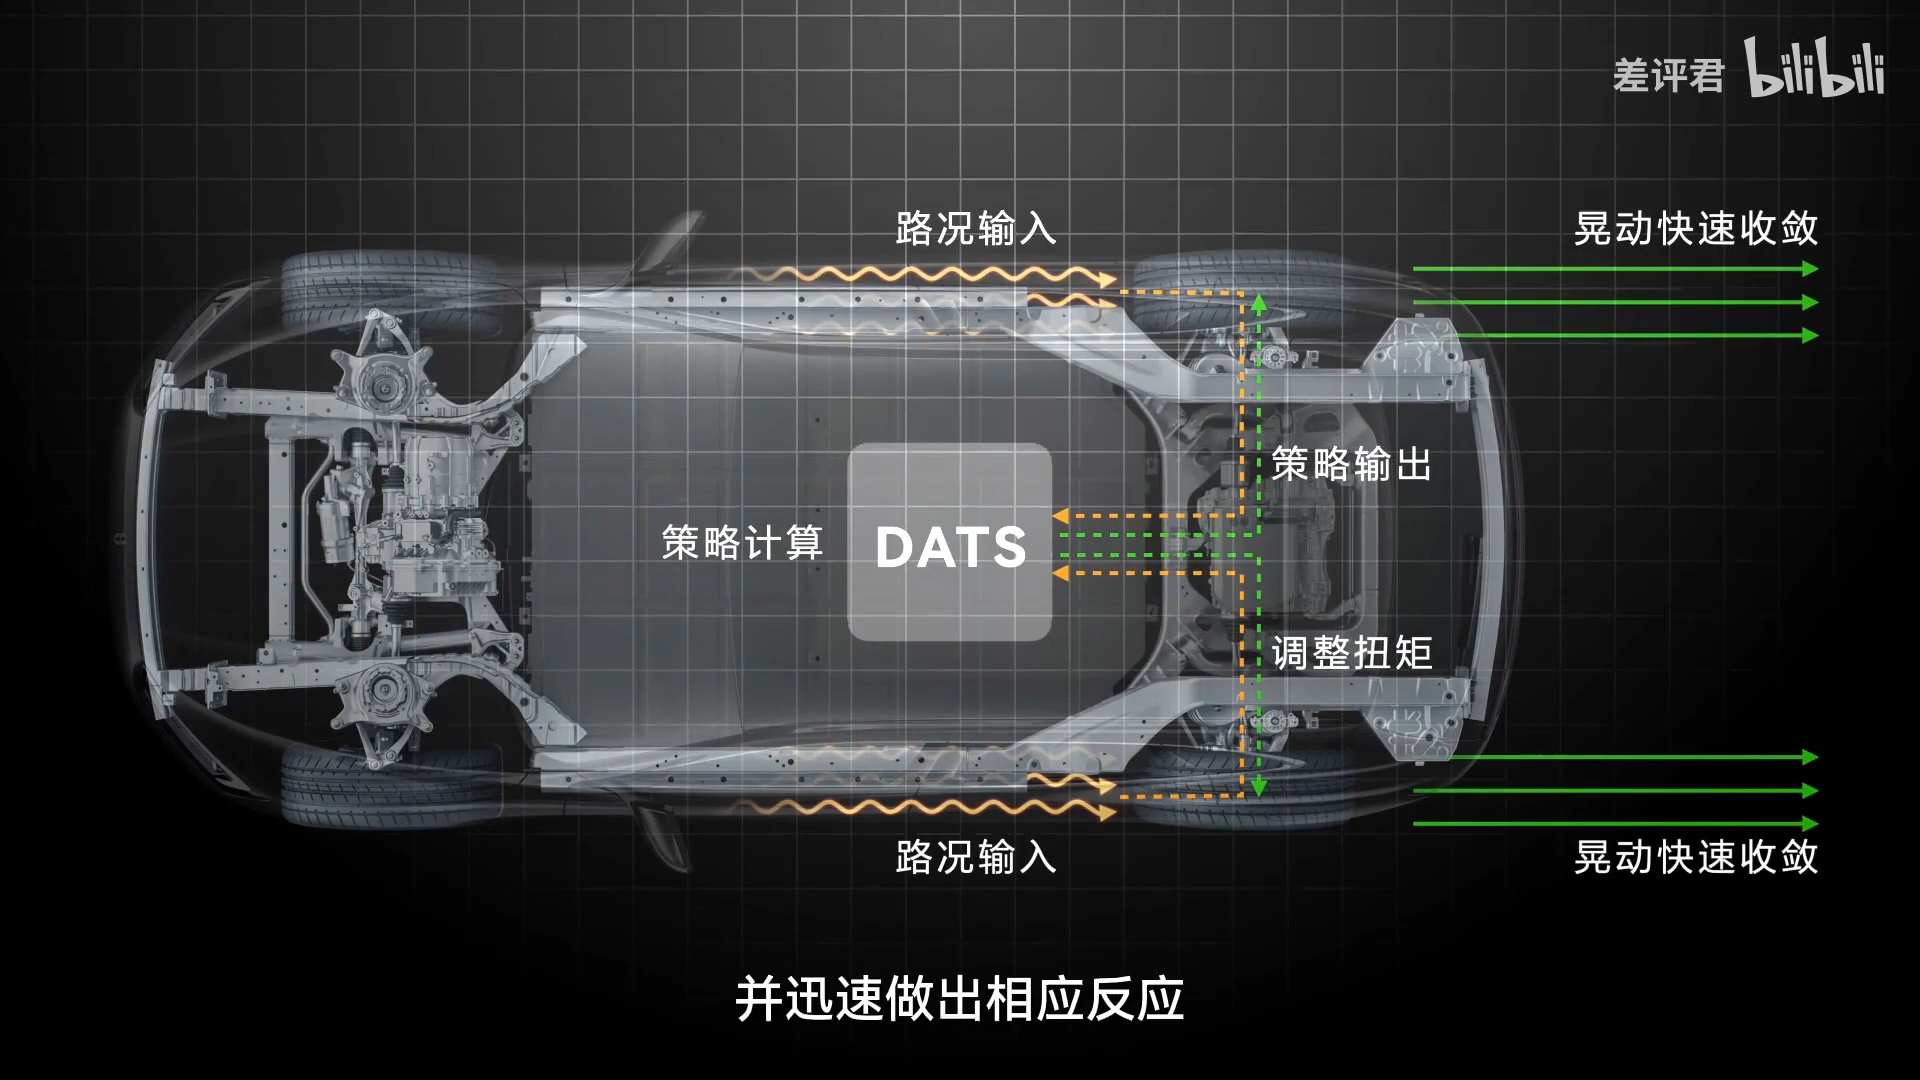 差评君 bilibili
路况输入
晃动快速收敛
策略输出
策略计算
DATS
调整扭矩
路况输入
晃动快速收敛
并迅速做出相应反应